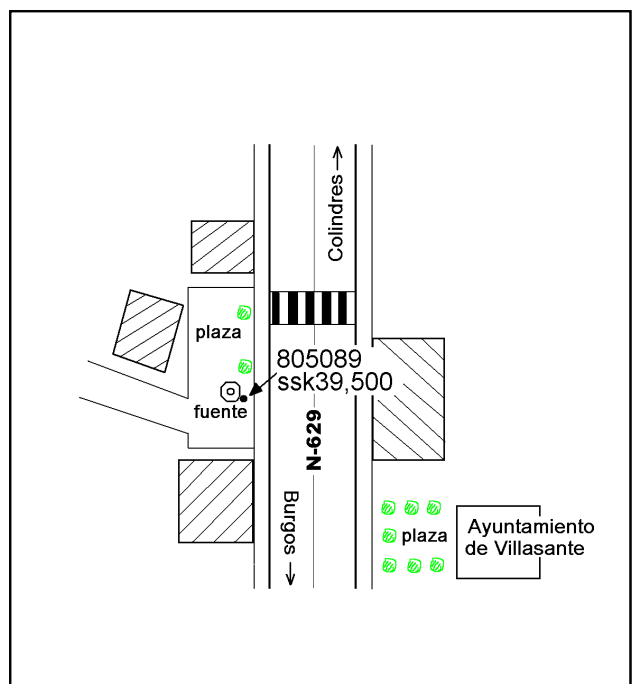 Colindres
plaza
805089
ssk39,500
fuente
N-629
Burgos
plaza
Ayuntamiento
de Villasante